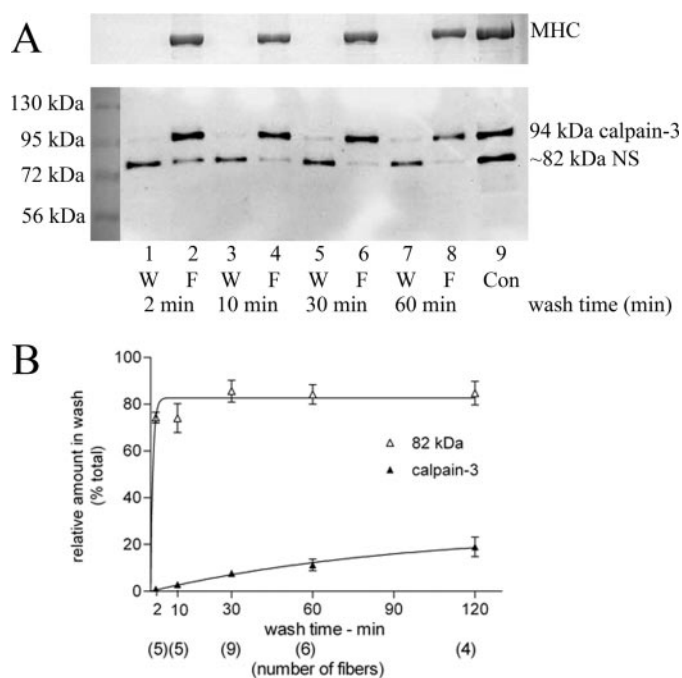 A
MHC
130 kDa
95 kDa
72 kDa
56 kDa
94 kDa calpain-3
~82 kDa NS
1 2 3 4 5 6 7 8 9
W F W F W F W F Con
2 min 10 min 30 min 60 min wash time (min)
B
relative amount in wash
(% total)
100
80
60
40
20
0
82 kDa
calpain-3
2 10 30 60 90 120
wash time - min
(5) (5) (9) (6) (4)
(number of fibers)